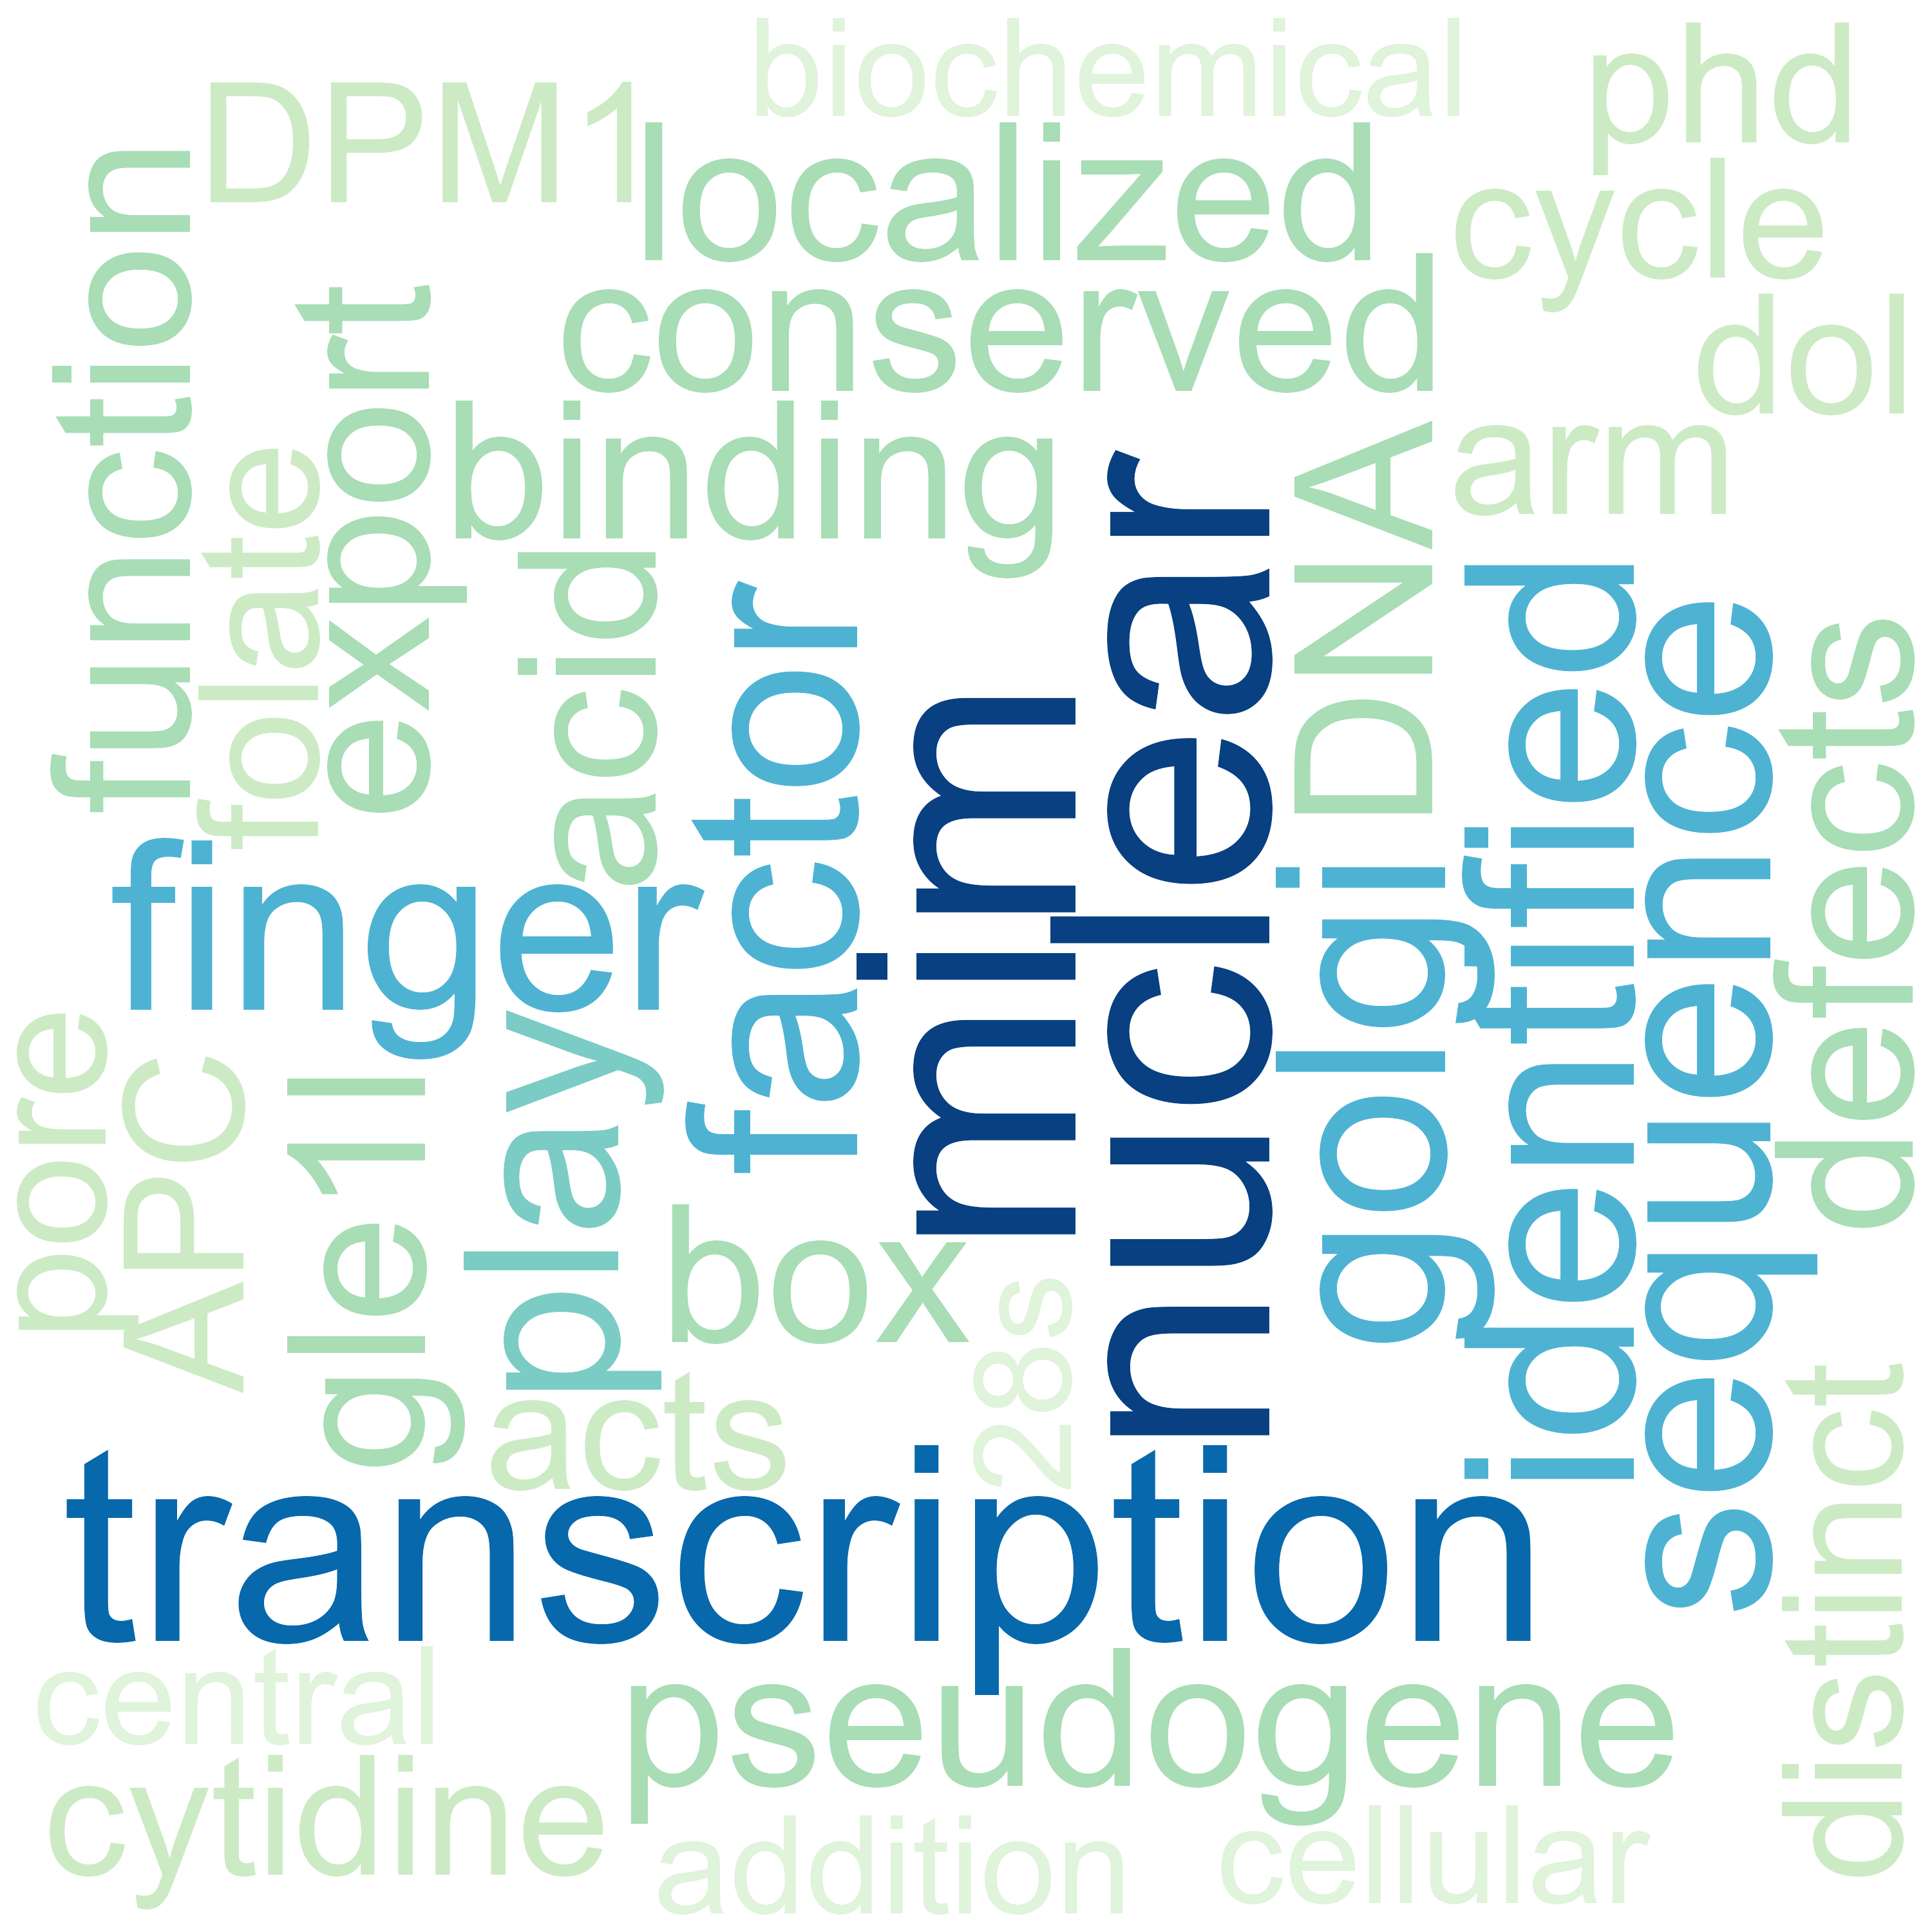 biochemical
phd
DPM1
localized
cycle
function
export
conserved
dol
folate
binding
arm
acid
factor
mim
nuclear
DNA
identified
sequence
defects
finger
golgi
pore
APC
gle1l
play
box
28s
acts
transcription
distinct
central
pseudogene
cytidine
addition
cellular